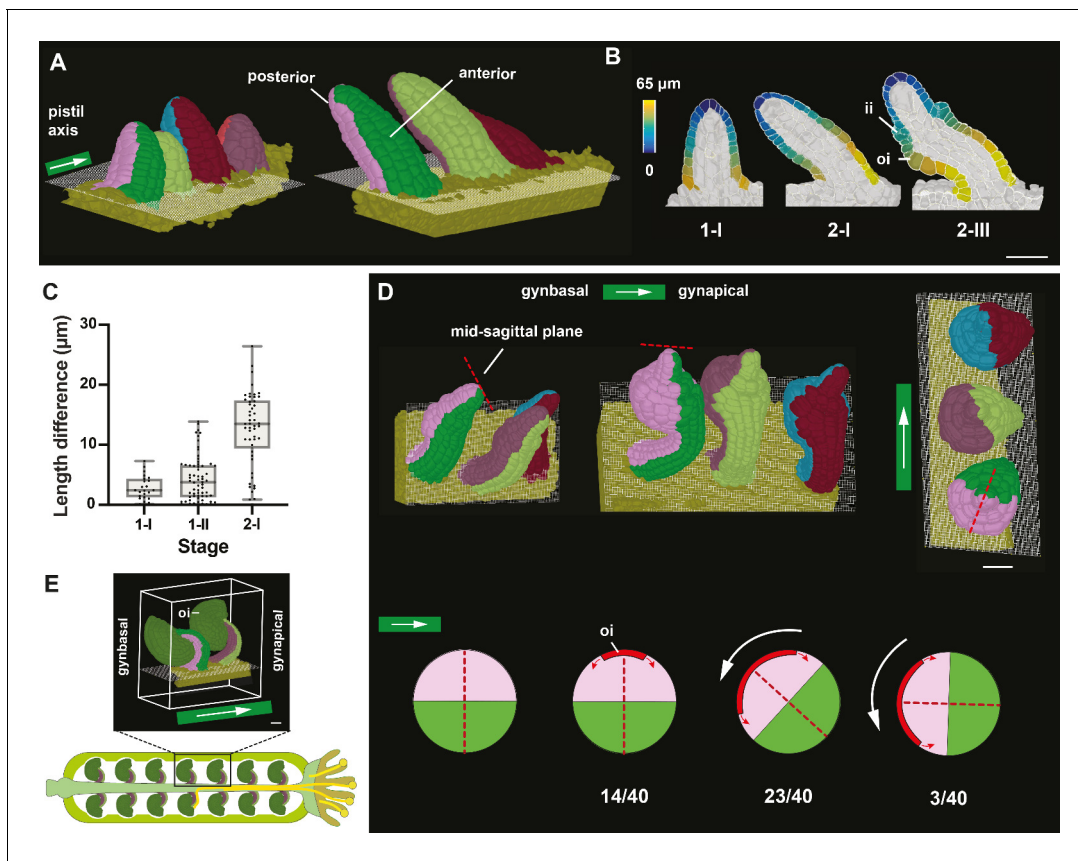 A
pistil
axis
posterior
anterior
B
65 µm
0
ii
oi
1-I
2-I
2-III
C
Length difference (µm)
30
20
10
0
1-I
1-II
2-I
Stage
D
gynbasal
gynapical
mid-sagittal plane
E
oi
gynbasal
gynapical
oi
14/40
23/40
3/40